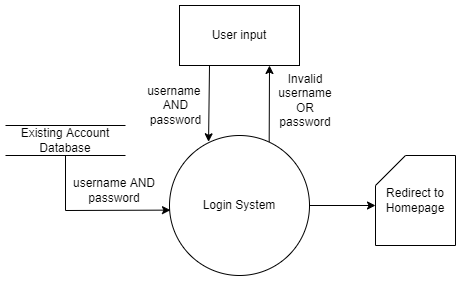 User input
username
AND
password
Invalid
username
OR
password
Existing Account
Database
username AND
password
Login System
Redirect to
Homepage